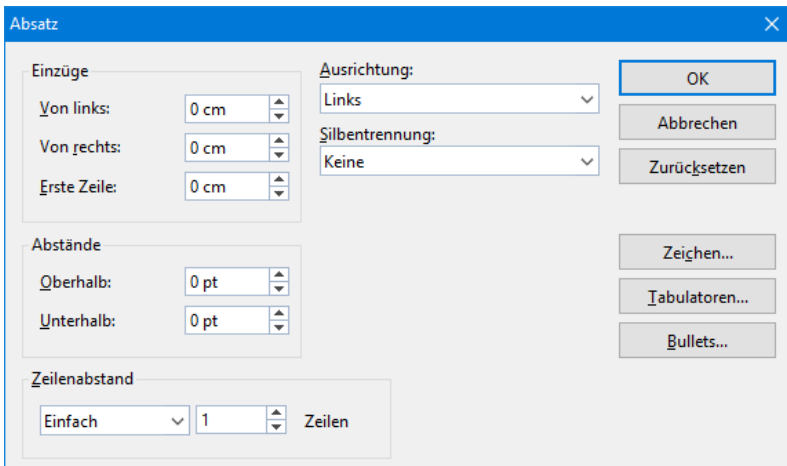 Absatz
Einzüge
Von links:
0 cm
Von rechts:
0 cm
Erste Zeile:
0 cm
Ausrichtung:
Links
Silbentrennung:
Keine
OK
Abbrechen
Zurücksetzen
Abstände
Oberhalb:
0 pt
Unterhalb:
0 pt
Zeichen...
Tabulatoren...
Bullets...
Zeilenabstand
Einfach
1
Zeilen